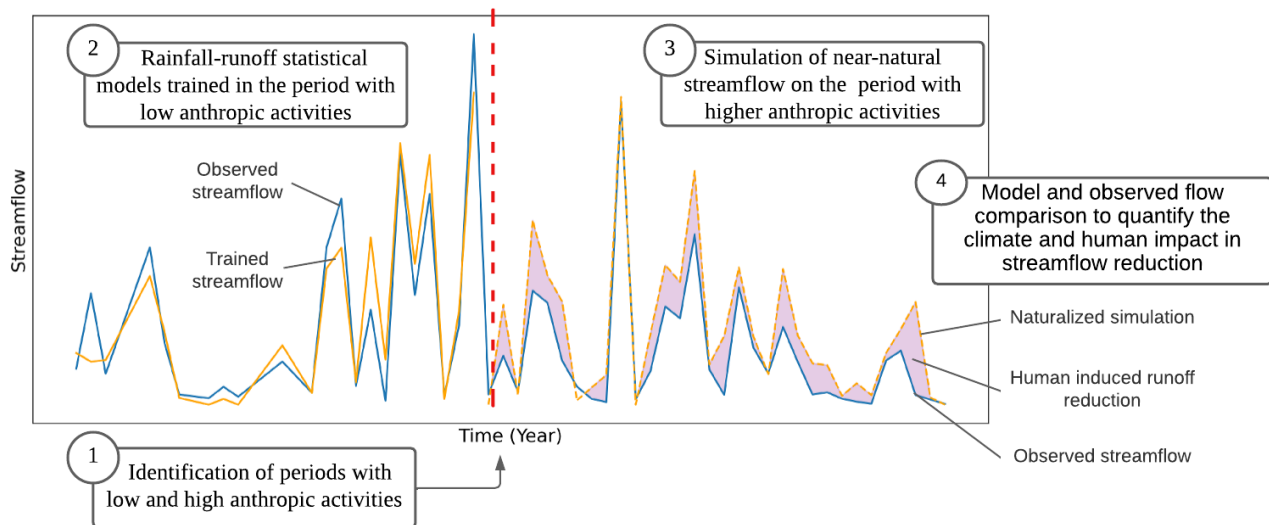 2
Rainfall-runoff statistical
models trained in the period with
low anthropic activities
3
Simulation of near-natural
streamflow on the period with
higher anthropic activities
Observed
streamflow
Trained
streamflow
Streamflow
4
Model and observed flow
comparison to quantify the
climate and human impact in
streamflow reduction
Naturalized simulation
Human induced runoff
reduction
Observed streamflow
Time (Year)
1
Identification of periods with
low and high anthropic activities